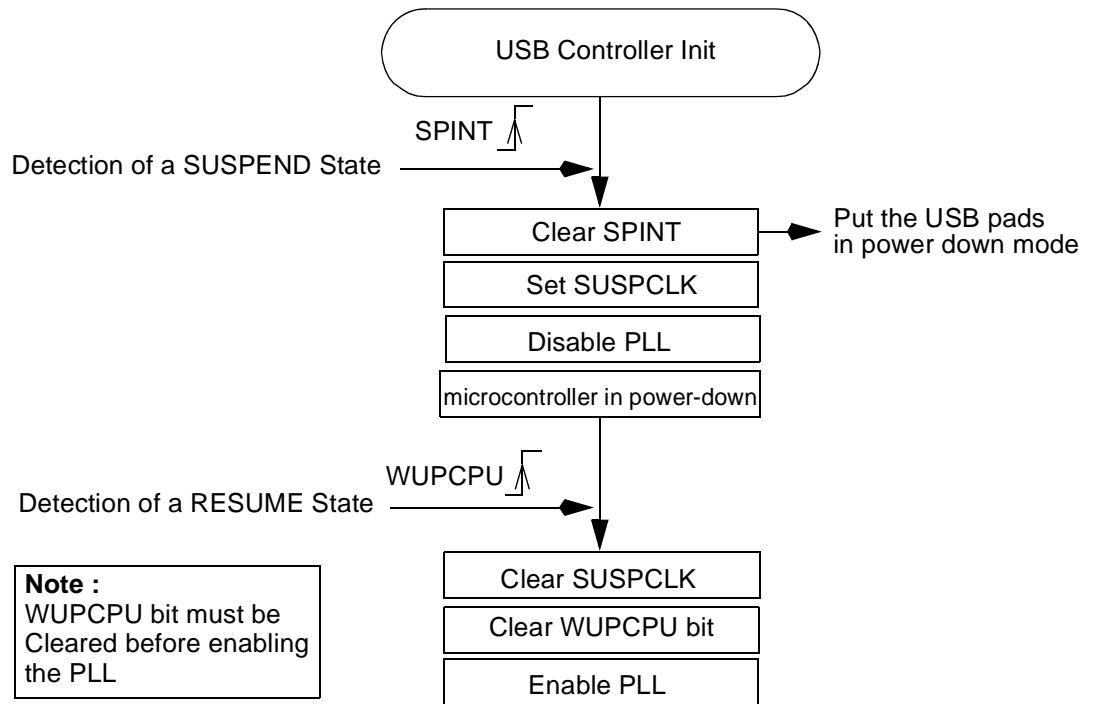 USB Controller Init
SPINT
Detection of a SUSPEND State
Clear SPINT
Put the USB pads
in power down mode
Set SUSPCLK
Disable PLL
microcontroller in power-down
WUPCPU
Detection of a RESUME State
Clear SUSPCLK
Note :
WUPCPU bit must be
Cleared before enabling
the PLL
Clear WUPCPU bit
Enable PLL